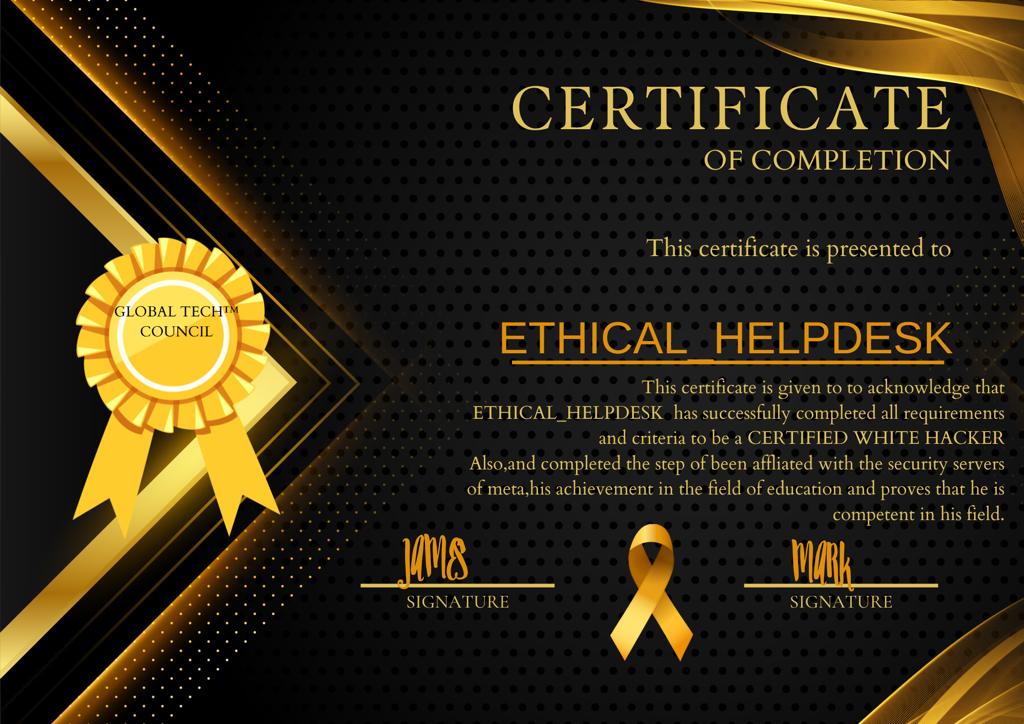 CERTIFICATE
OF COMPLETION
This certificate is presented to
GLOBAL TECH™
COUNCIL
ETHICAL_HELPDESK
This certificate is given to to acknowledge that
ETHICAL_HELPDESK has successfully completed all requirements
and criteria to be a CERTIFIED WHITE HACKER
Also,and completed the step of been affliated with the security servers
of meta,his achievement in the field of education and proves that he is
competent in his field.
JAMS
MARK
SIGNATURE
SIGNATURE